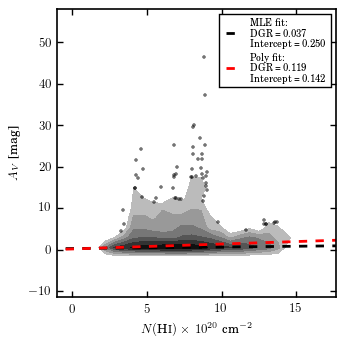 MLE fit:
DGR = 0.037
Intercept = 0.250
Poly fit:
DGR = 0.119
Intercept = 0.142
50
40
30
20
10
0
−10
A_V [mag]
0 5 10 15
N(HI) × 10^20 cm^−2